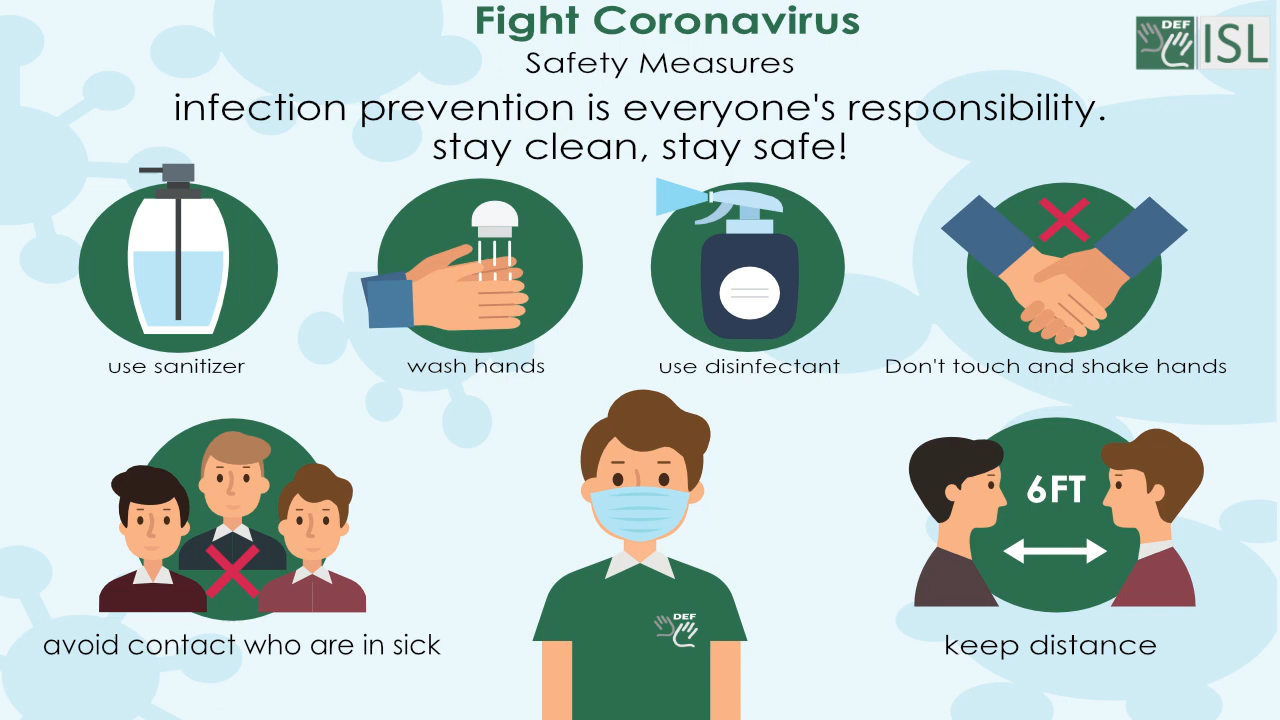 Fight Coronavirus
DEF
ISL
Safety Measures
infection prevention is everyone's responsibility.
stay clean, stay safe!
use sanitizer
wash hands
use disinfectant
Don't touch and shake hands
6FT
DEF
avoid contact who are in sick
keep distance